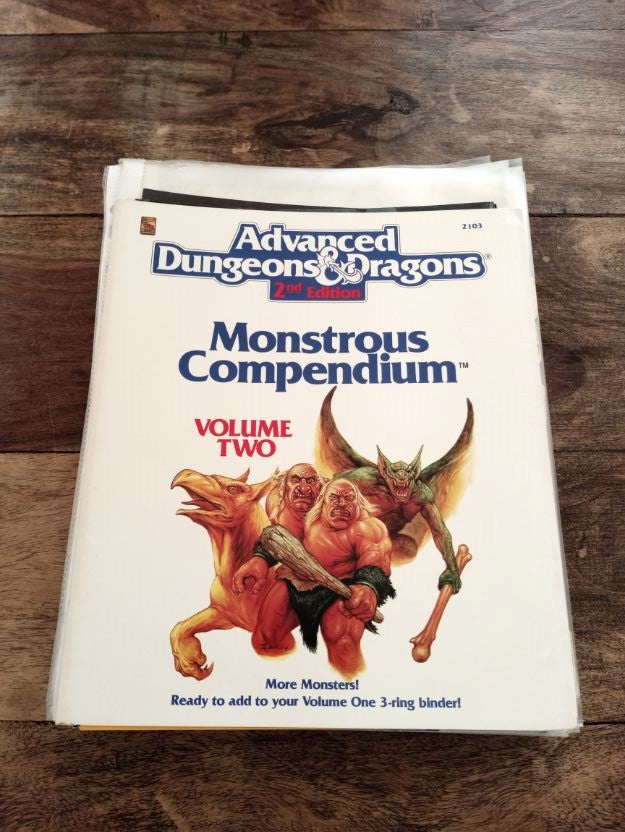 2103
Advanced
Dungeons & Dragons®
2nd Edition
Monstrous
Compendium™
VOLUME
TWO
More Monsters!
Ready to add to your Volume One 3-ring binder!